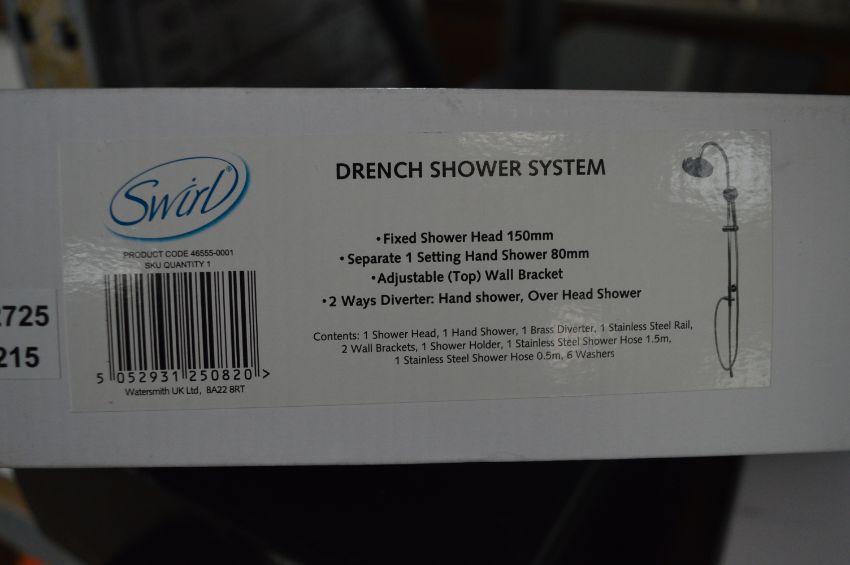 Swirl®
DRENCH SHOWER SYSTEM
•Fixed Shower Head 150mm
•Separate 1 Setting Hand Shower 80mm
•Adjustable (Top) Wall Bracket
•2 Ways Diverter: Hand shower, Over Head Shower
Contents: 1 Shower Head, 1 Hand Shower, 1 Brass Diverter, 1 Stainless Steel Rail,
2 Wall Brackets, 1 Shower Holder, 1 Stainless Steel Shower Hose 1.5m,
1 Stainless Steel Shower Hose 0.5m, 6 Washers
PRODUCT CODE 46555-0001
SKU QUANTITY 1
5 052931 250820 >
Watersmith UK Ltd, BA22 8RT
2725
215